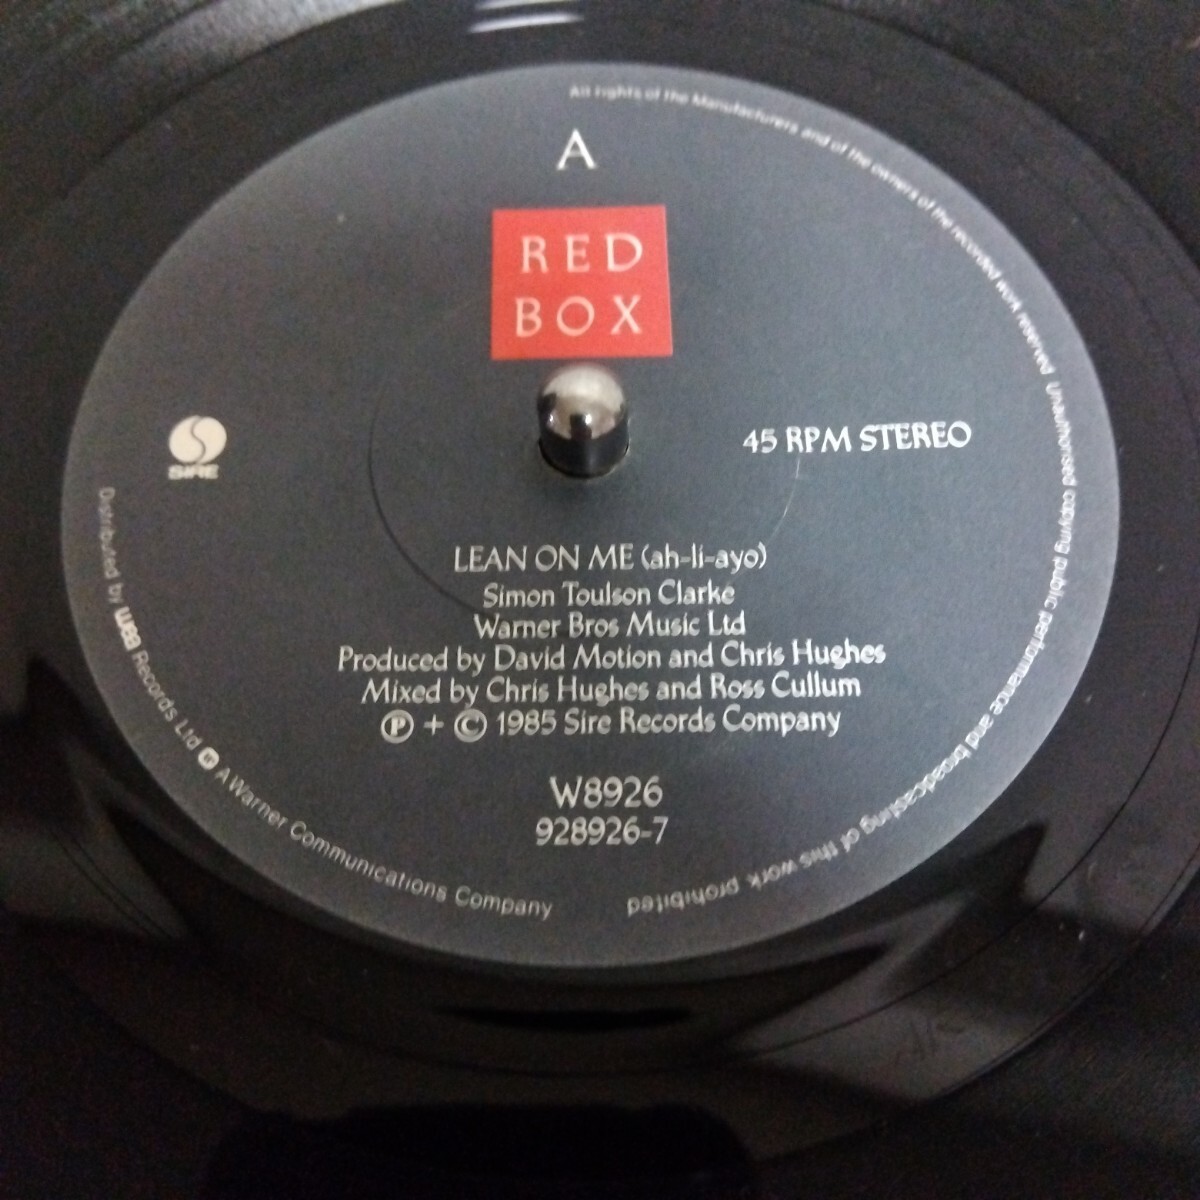 A
RED
BOX
SIRE
45 RPM STEREO
LEAN ON ME (ah-li-ayo)
Simon Toulson Clarke
Warner Bros Music Ltd
Produced by David Motion and Chris Hughes
Mixed by Chris Hughes and Ross Cullum
Ⓟ + © 1985 Sire Records Company
W8926
928926-7
All rights of the Manufacturers and of the owners of the recorded work reserved Unauthorised copying public performance and broadcasting of this work prohibited
Distributed by wea Records Ltd A Warner Communications Company